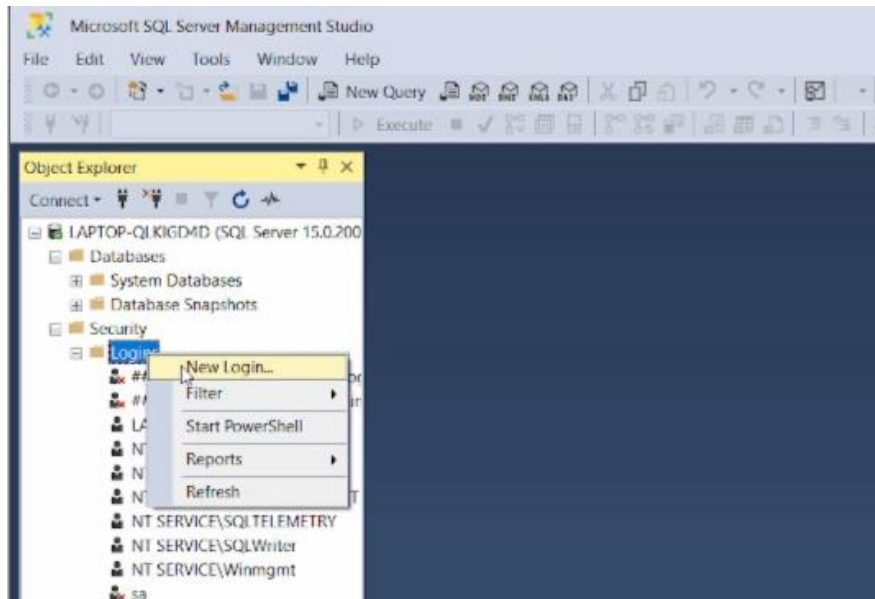 Microsoft SQL Server Management Studio
File Edit View Tools Window Help
New Query
Execute
Object Explorer
Connect
LAPTOP-QLKIGD4D (SQL Server 15.0.200
Databases
System Databases
Database Snapshots
Security
Logins
New Login...
##
Filter
##
LA
Start PowerShell
N
Reports
N
Refresh
N
NT SERVICE\SQLTELEMETRY
NT SERVICE\SQLWriter
NT SERVICE\Winmgmt
sa